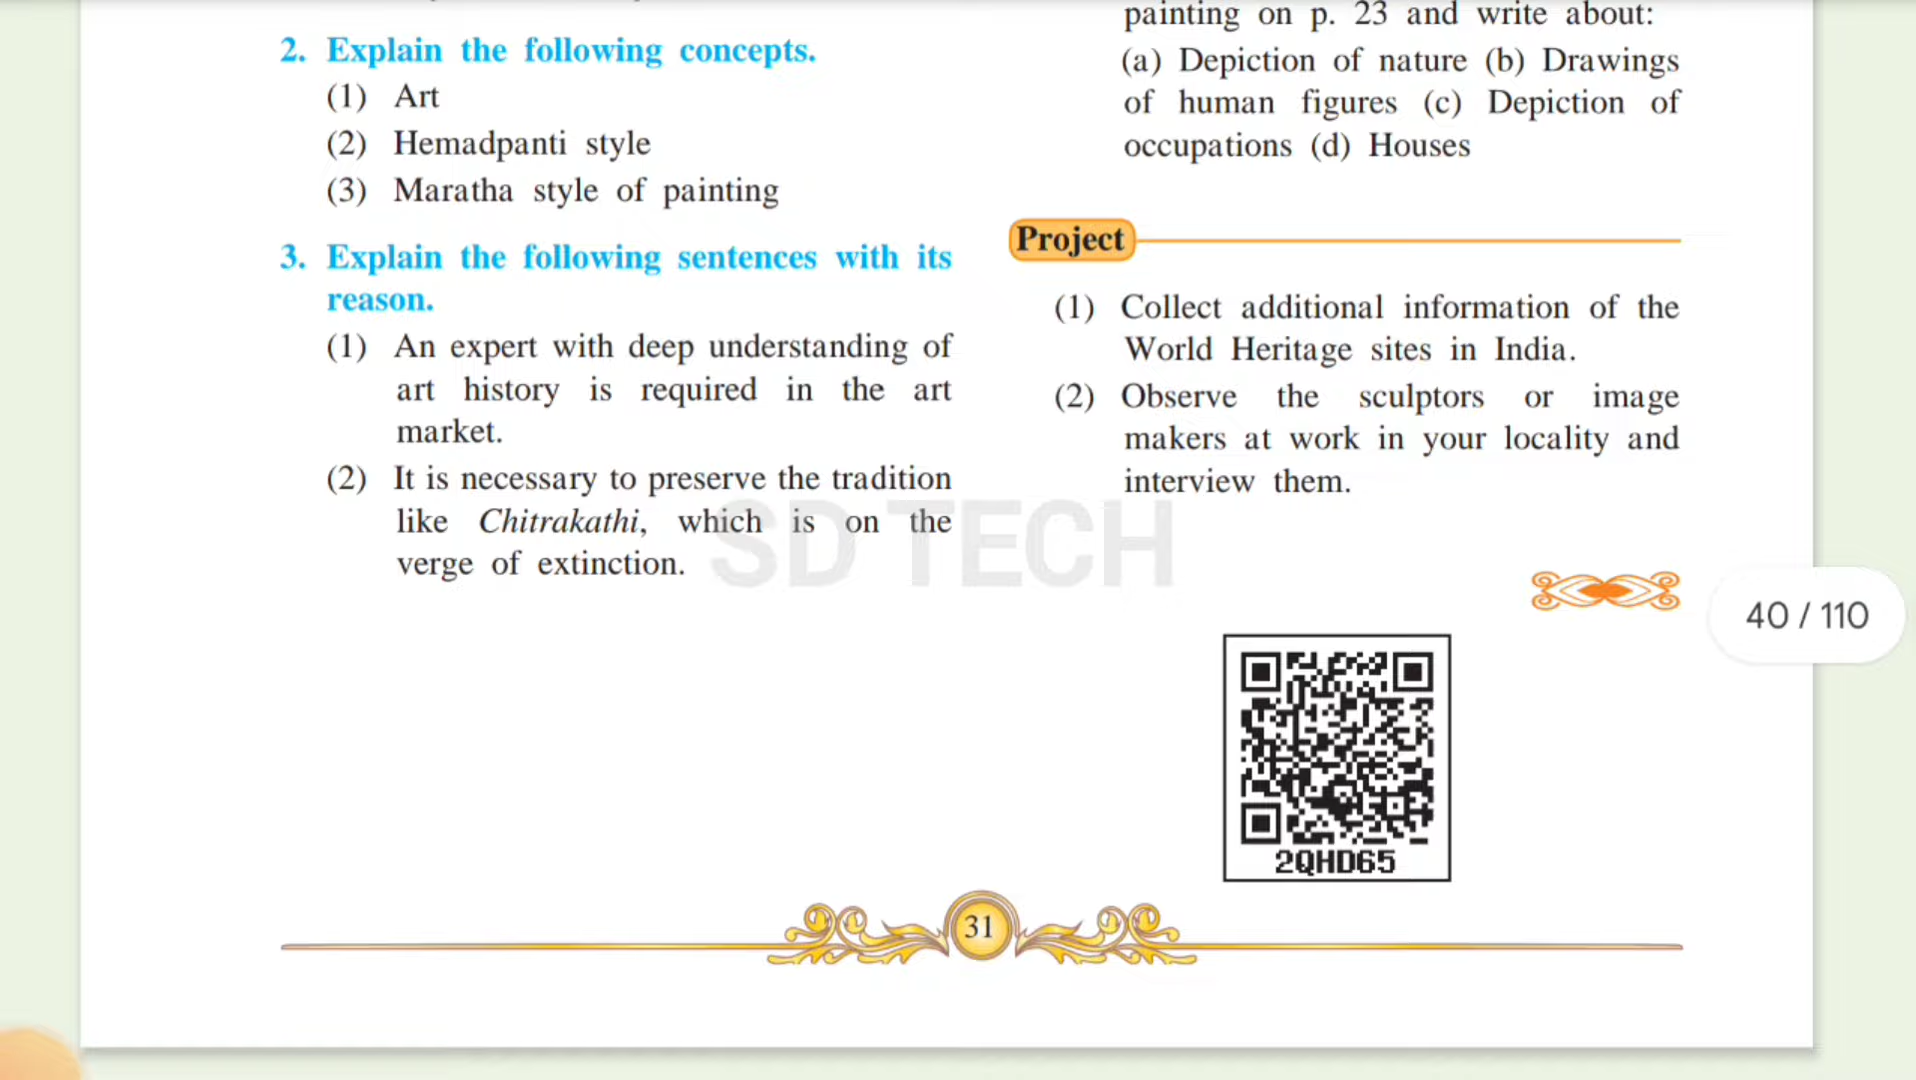 2. Explain the following concepts.
(1) Art
(2) Hemadpanti style
(3) Maratha style of painting
3. Explain the following sentences with its
reason.
(1) An expert with deep understanding of
art history is required in the art
market.
(2) It is necessary to preserve the tradition
like Chitrakathi, which is on the
verge of extinction.
painting on p. 23 and write about:
(a) Depiction of nature (b) Drawings
of human figures (c) Depiction of
occupations (d) Houses
Project
(1) Collect additional information of the
World Heritage sites in India.
(2) Observe the sculptors or image
makers at work in your locality and
interview them.
SD TECH
40 / 110
2QHD65
31